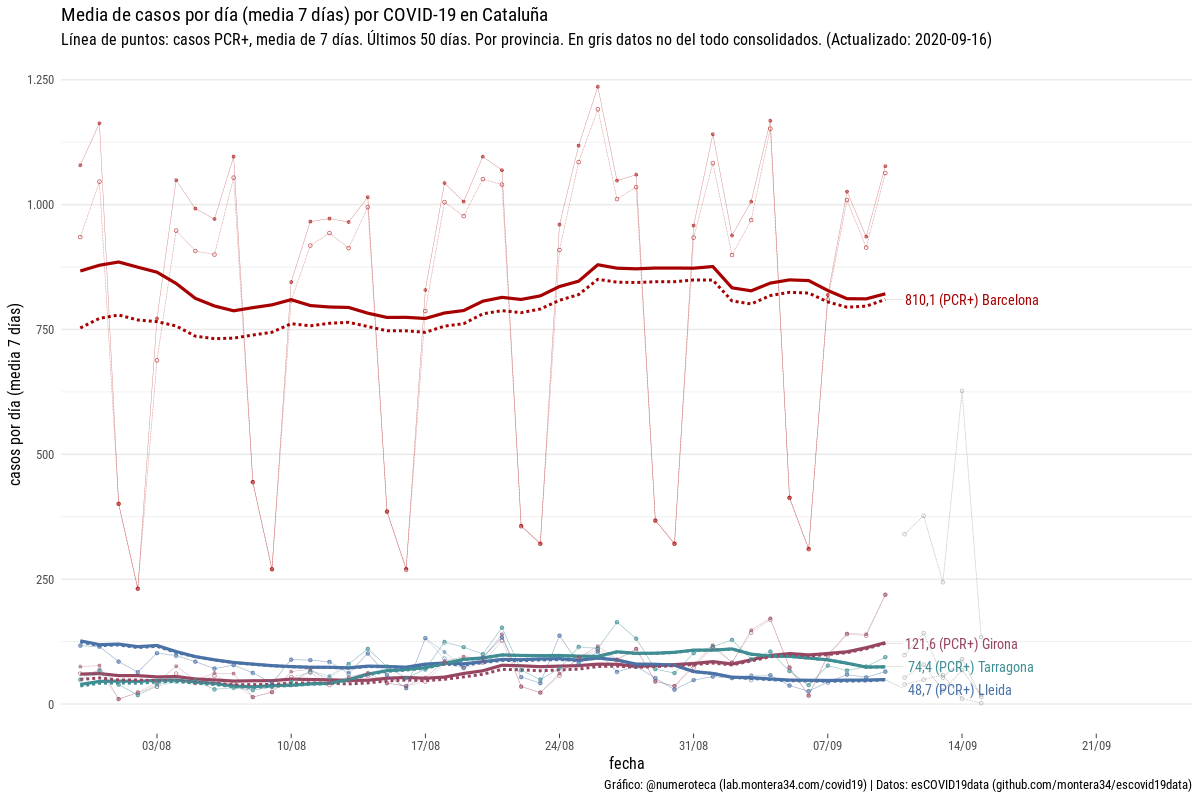 Media de casos por día (media 7 días) por COVID-19 en Cataluña
Línea de puntos: casos PCR+, media de 7 días. Últimos 50 días. Por provincia. En gris datos no del todo consolidados. (Actualizado: 2020-09-16)
casos por día (media 7 días)
1.250
1.000
750
500
250
0
810,1 (PCR+) Barcelona
121,6 (PCR+) Girona
74,4 (PCR+) Tarragona
48,7 (PCR+) Lleida
03/08
10/08
17/08
24/08
31/08
07/09
14/09
21/09
fecha
Gráfico: @numeroteca (lab.montera34.com/covid19) | Datos: esCOVID19data (github.com/montera34/escovid19data)